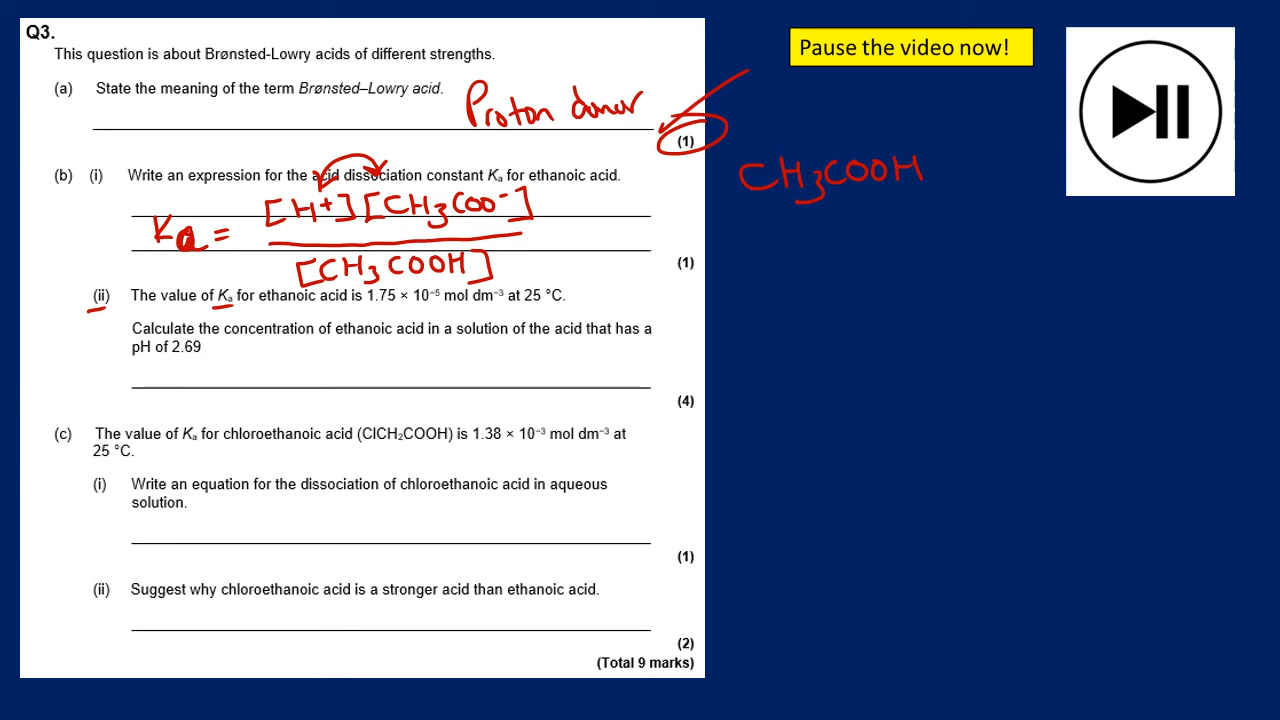 Q3.
This question is about Brønsted-Lowry acids of different strengths.
(a) State the meaning of the term Brønsted–Lowry acid.
Proton donor
(1)
(b) (i) Write an expression for the acid dissociation constant Kₐ for ethanoic acid.
Ka = [H⁺][CH₃COO⁻]
[CH₃COOH]
(1)
(ii) The value of Kₐ for ethanoic acid is 1.75 × 10⁻⁵ mol dm⁻³ at 25 °C.
Calculate the concentration of ethanoic acid in a solution of the acid that has a
pH of 2.69
(4)
(c) The value of Kₐ for chloroethanoic acid (ClCH₂COOH) is 1.38 × 10⁻³ mol dm⁻³ at
25 °C.
(i) Write an equation for the dissociation of chloroethanoic acid in aqueous
solution.
(1)
(ii) Suggest why chloroethanoic acid is a stronger acid than ethanoic acid.
(2)
(Total 9 marks)
Pause the video now!
CH₃COOH